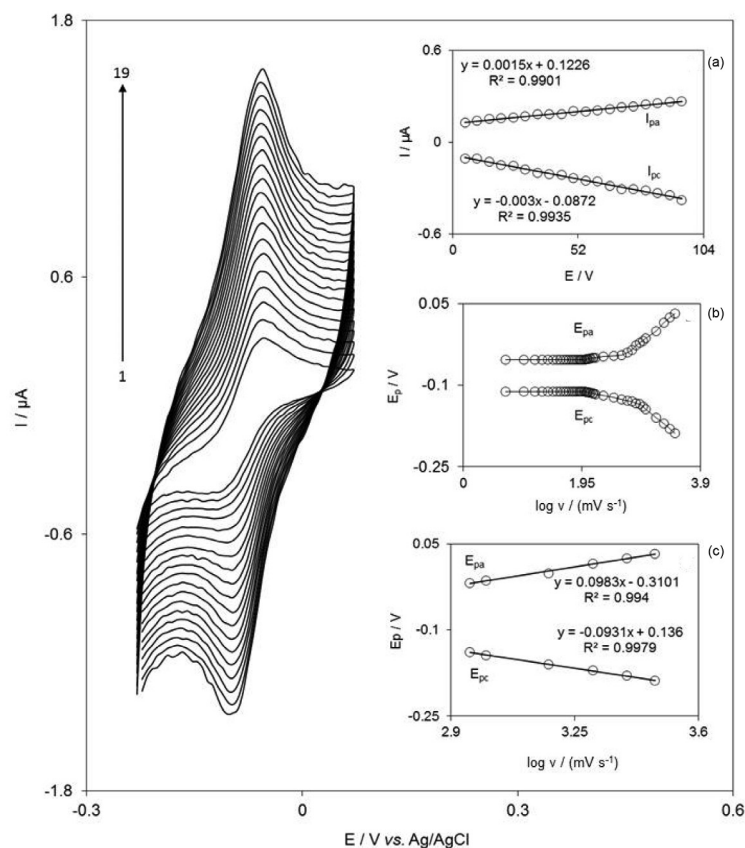 1.8
0.6
-0.6
-1.8
I / µA
-0.3
0
0.3
0.6
E / V vs. Ag/AgCl
19
1
(a)
0.6
0
-0.6
I / µA
y = 0.0015x + 0.1226
R² = 0.9901
Ipa
Ipc
y = -0.003x - 0.0872
R² = 0.9935
0
52
104
E / V
(b)
0.05
-0.1
-0.25
Ep / V
Epa
Epc
0
1.95
3.9
log ν / (mV s-1)
(c)
0.05
-0.1
-0.25
Ep / V
Epa
y = 0.0983x - 0.3101
R² = 0.994
y = -0.0931x + 0.136
R² = 0.9979
Epc
2.9
3.25
3.6
log ν / (mV s-1)